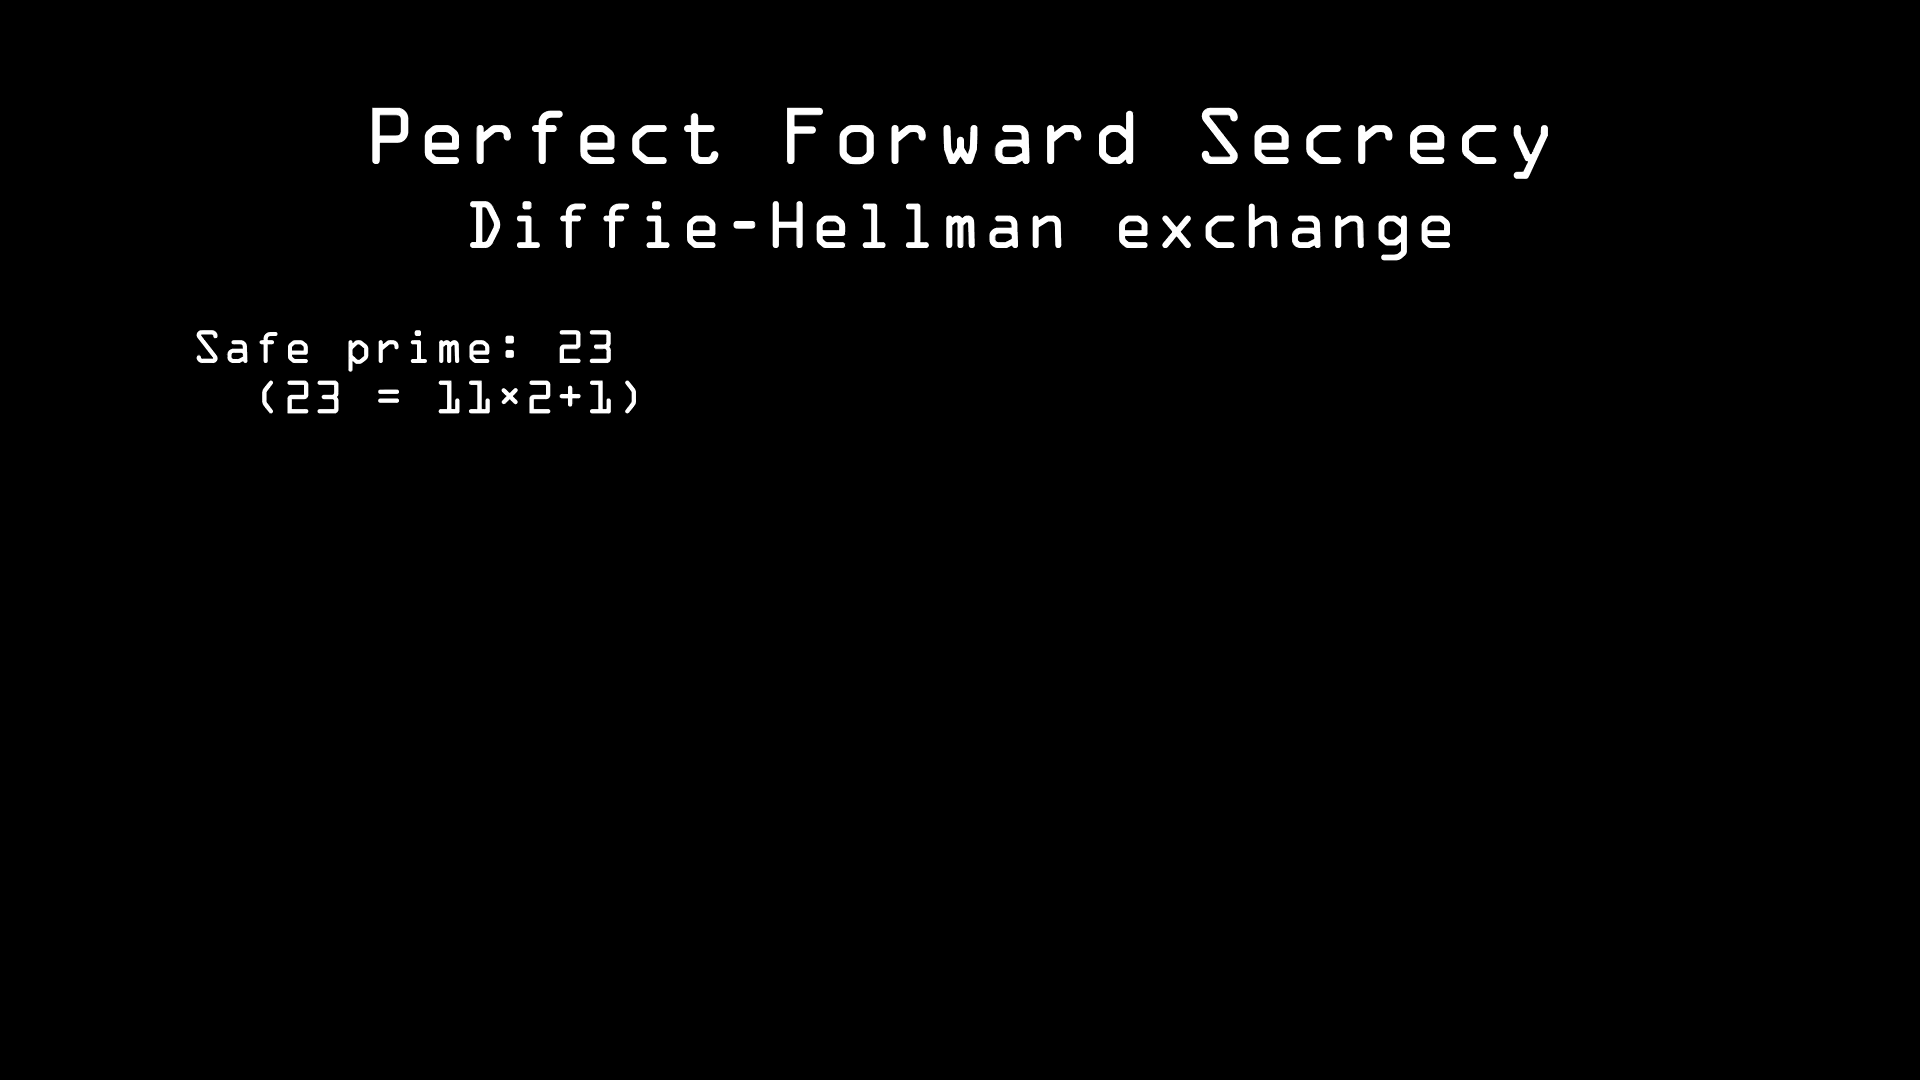 Perfect Forward Secrecy
Diffie-Hellman exchange
Safe prime: 23
(23 = 11×2+1)